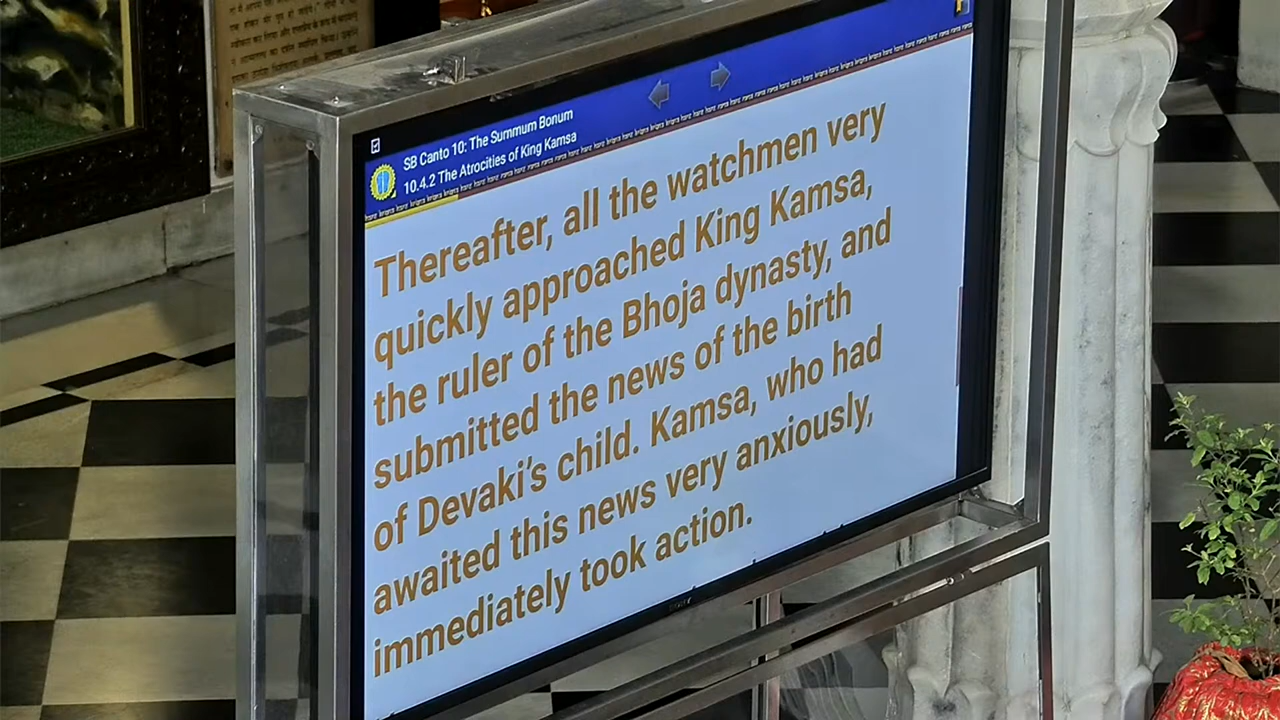 SB Canto 10: The Summum Bonum
10.4.2 The Atrocities of King Kamsa
Thereafter, all the watchmen very
quickly approached King Kamsa,
the ruler of the Bhoja dynasty, and
submitted the news of the birth
of Devaki's child. Kamsa, who had
awaited this news very anxiously,
immediately took action.